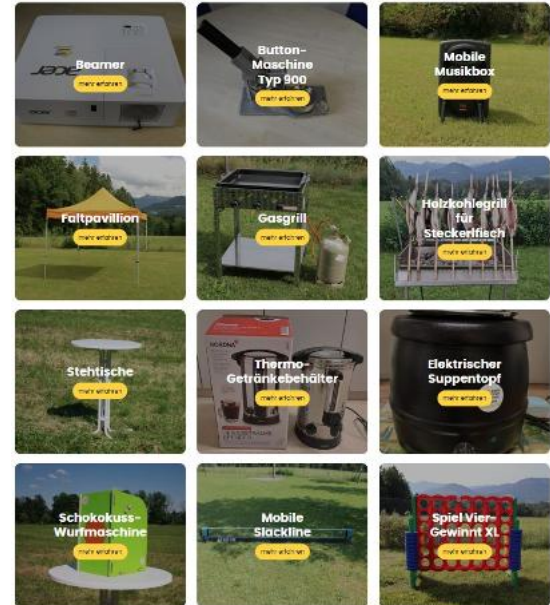 Beamer
mehr erfahren
Button-
Maschine
Typ 900
mehr erfahren
Mobile
Musikbox
mehr erfahren
acer
Faltpavillion
mehr erfahren
Gasgrill
mehr erfahren
Holzkohlegrill
für
Steckerlfisch
mehr erfahren
Stehtische
mehr erfahren
Thermo-
Getränkebehälter
mehr erfahren
Elektrischer
Suppentopf
mehr erfahren
Schokokuss-
Wurfmaschine
mehr erfahren
Mobile
Slackline
mehr erfahren
Spiel Vier-
Gewinnt XL
mehr erfahren